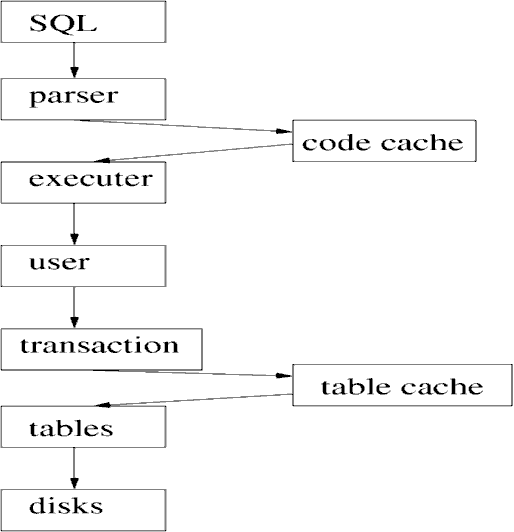 SQL
parser
code cache
executer
user
transaction
table cache
tables
disks